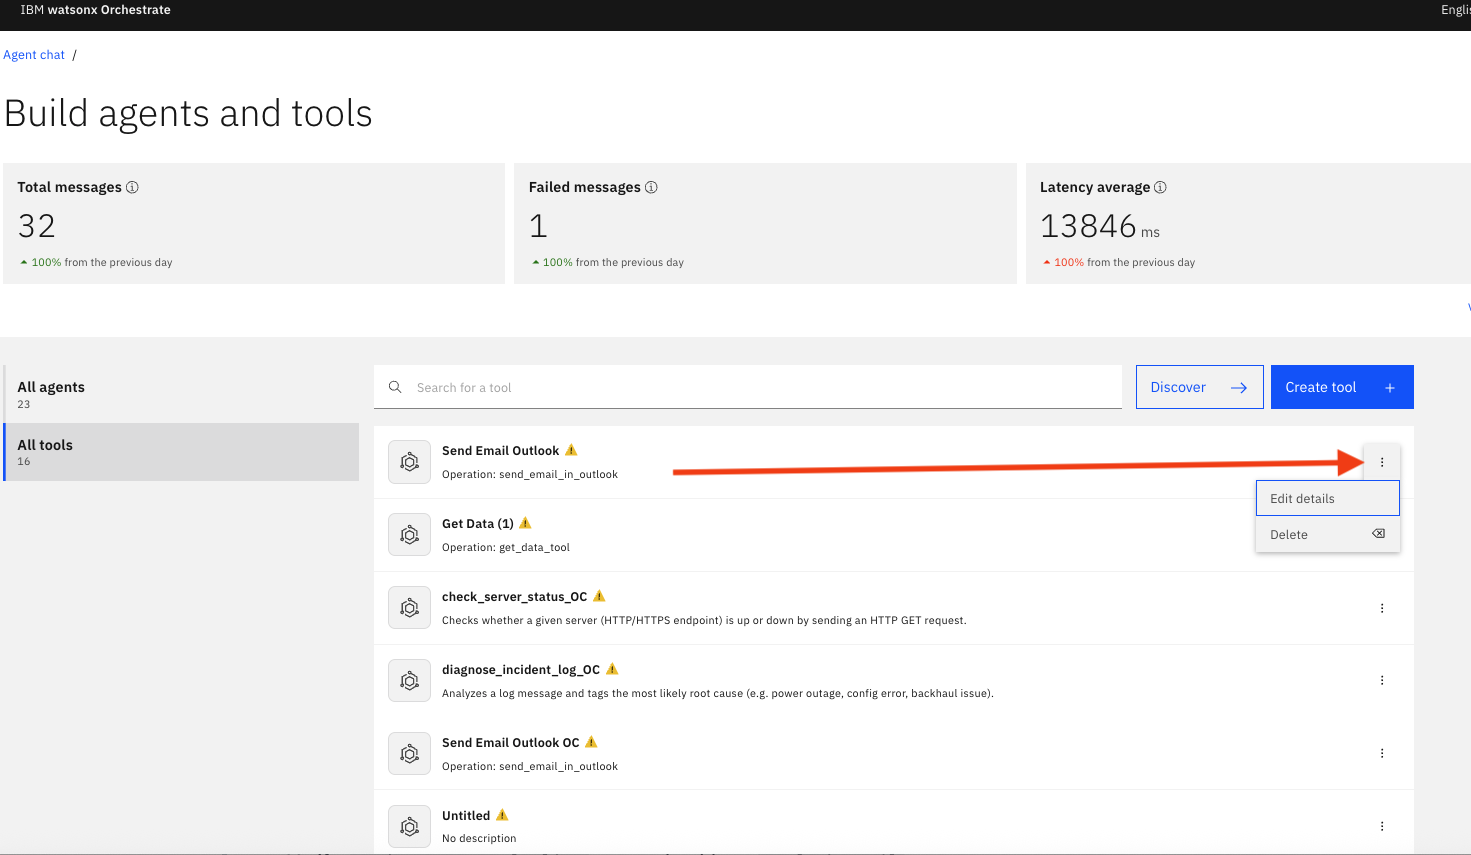 IBM watsonx Orchestrate
Agent chat /
Build agents and tools
Total messages
32
100% from the previous day
Failed messages
1
100% from the previous day
Latency average
13846 ms
100% from the previous day
All agents
23
All tools
16
Search for a tool
Discover
Create tool
Send Email Outlook
Operation: send_email_in_outlook
Edit details
Delete
Get Data (1)
Operation: get_data_tool
check_server_status_OC
Checks whether a given server (HTTP/HTTPS endpoint) is up or down by sending an HTTP GET request.
diagnose_incident_log_OC
Analyzes a log message and tags the most likely root cause (e.g. power outage, config error, backhaul issue).
Send Email Outlook OC
Operation: send_email_in_outlook
Untitled
No description